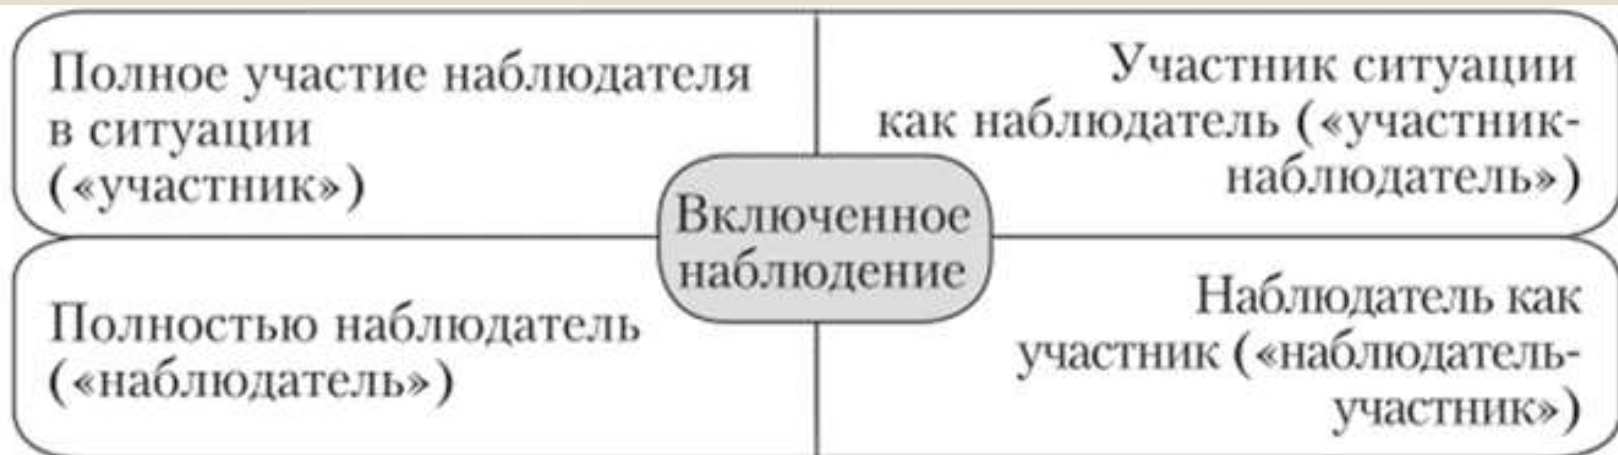 Полное участие наблюдателя
в ситуации
(«участник»)
Участник ситуации
как наблюдатель («участник-
наблюдатель»)
Включенное
наблюдение
Полностью наблюдатель
(«наблюдатель»)
Наблюдатель как
участник («наблюдатель-
участник»)